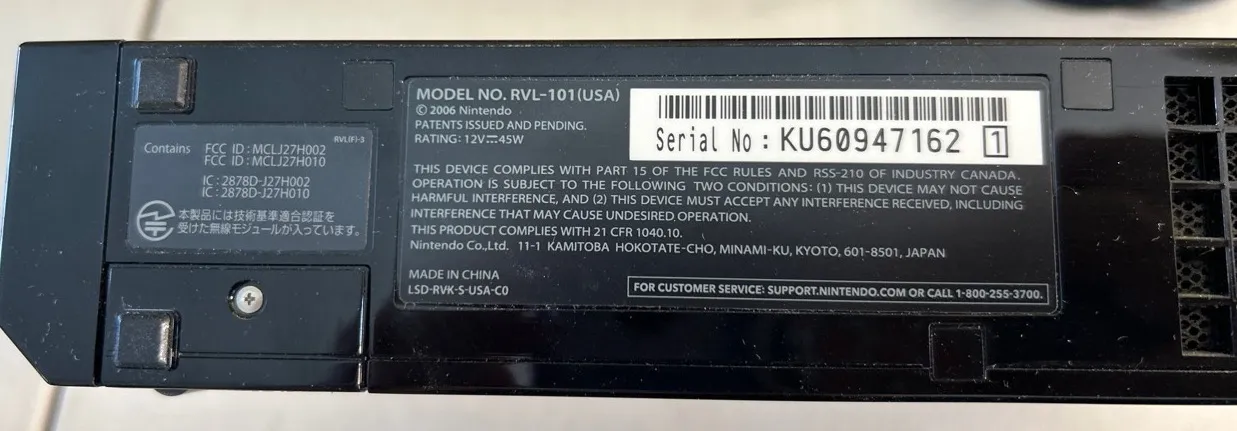 RVL(F)-3
Contains FCC ID : MCLJ27H002
FCC ID : MCLJ27H010
IC : 2878D-J27H002
IC : 2878D-J27H010
本製品には技術基準適合認証を
受けた無線モジュールが入っています。
MODEL NO. RVL-101(USA)
© 2006 Nintendo
PATENTS ISSUED AND PENDING.
RATING: 12V⎓45W
Serial No : KU60947162 1
THIS DEVICE COMPLIES WITH PART 15 OF THE FCC RULES AND RSS-210 OF INDUSTRY CANADA.
OPERATION IS SUBJECT TO THE FOLLOWING TWO CONDITIONS: (1) THIS DEVICE MAY NOT CAUSE
HARMFUL INTERFERENCE, AND (2) THIS DEVICE MUST ACCEPT ANY INTERFERENCE RECEIVED, INCLUDING
INTERFERENCE THAT MAY CAUSE UNDESIRED OPERATION.
THIS PRODUCT COMPLIES WITH 21 CFR 1040.10.
Nintendo Co.,Ltd. 11-1 KAMITOBA HOKOTATE-CHO, MINAMI-KU, KYOTO, 601-8501, JAPAN
MADE IN CHINA
LSD-RVK-S-USA-C0
FOR CUSTOMER SERVICE: SUPPORT.NINTENDO.COM OR CALL 1-800-255-3700.